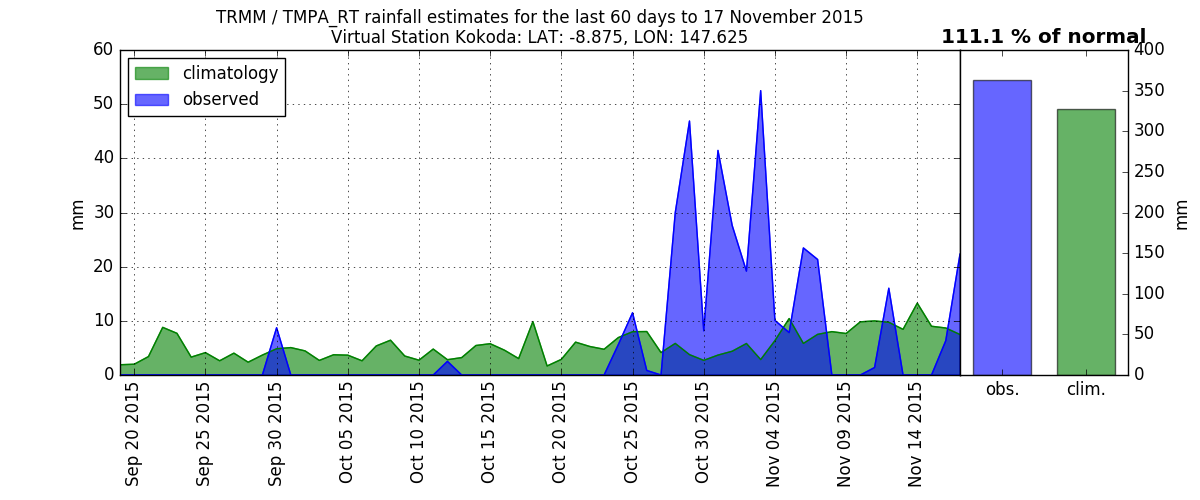 TRMM / TMPA_RT rainfall estimates for the last 60 days to 17 November 2015
Virtual Station Kokoda: LAT: -8.875, LON: 147.625
111.1 % of normal
climatology
observed
mm
60
50
40
30
20
10
0
400
350
300
250
200
150
100
50
0
mm
Sep 20 2015
Sep 25 2015
Sep 30 2015
Oct 05 2015
Oct 10 2015
Oct 15 2015
Oct 20 2015
Oct 25 2015
Oct 30 2015
Nov 04 2015
Nov 09 2015
Nov 14 2015
obs.
clim.